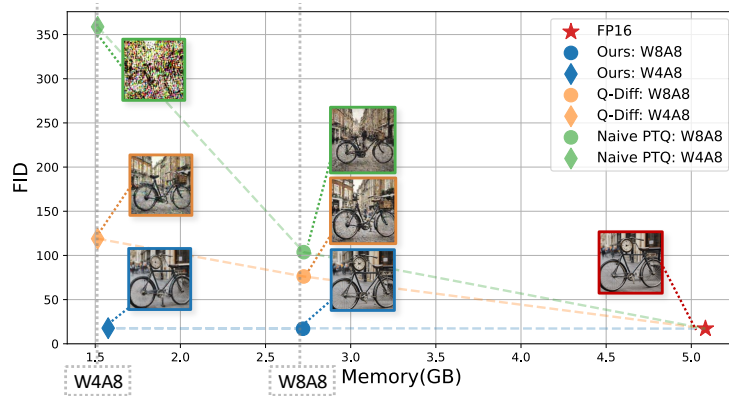 350
300
250
200
150
100
50
0
FID
1.5
2.0
2.5
3.0
3.5
4.0
4.5
5.0
Memory(GB)
W4A8
W8A8
FP16
Ours: W8A8
Ours: W4A8
Q-Diff: W8A8
Q-Diff: W4A8
Naive PTQ: W8A8
Naive PTQ: W4A8